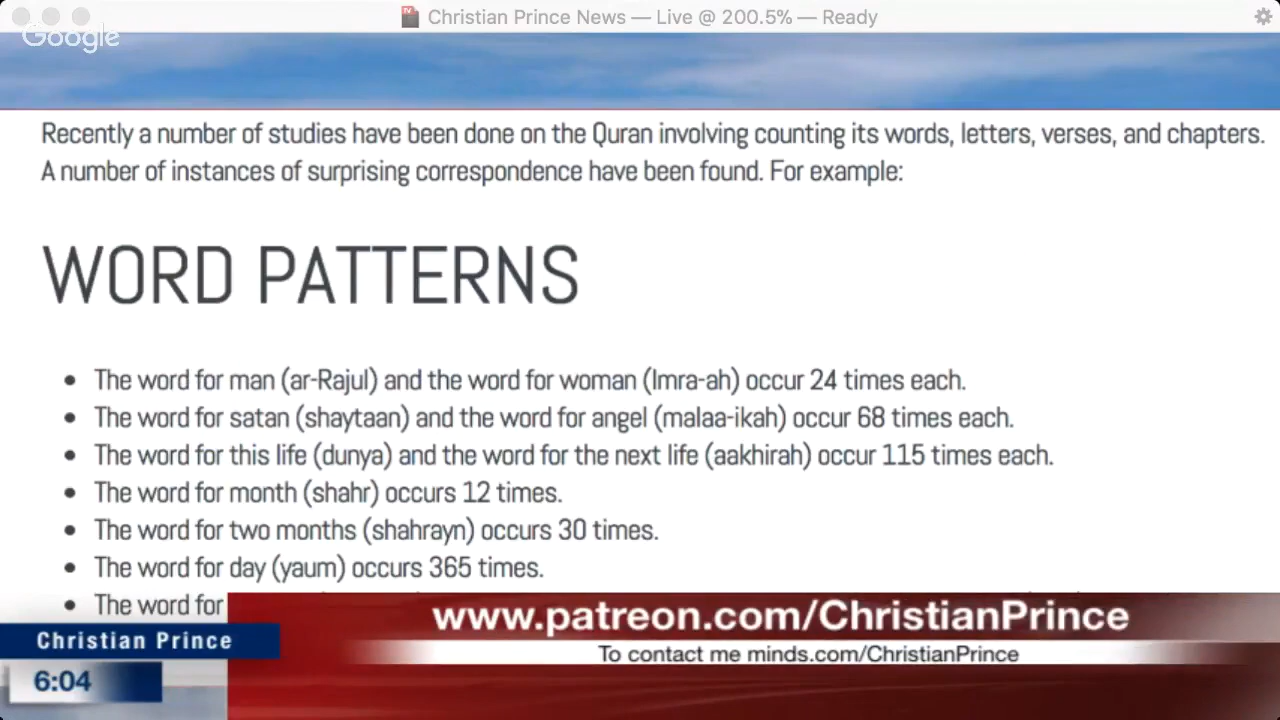 Christian Prince News — Live @ 200.5% — Ready
Google
Recently a number of studies have been done on the Quran involving counting its words, letters, verses, and chapters.
A number of instances of surprising correspondence have been found. For example:
WORD PATTERNS
• The word for man (ar-Rajul) and the word for woman (Imra-ah) occur 24 times each.
• The word for satan (shaytaan) and the word for angel (malaa-ikah) occur 68 times each.
• The word for this life (dunya) and the word for the next life (aakhirah) occur 115 times each.
• The word for month (shahr) occurs 12 times.
• The word for two months (shahrayn) occurs 30 times.
• The word for day (yaum) occurs 365 times.
• The word for
www.patreon.com/ChristianPrince
Christian Prince
To contact me minds.com/ChristianPrince
6:04